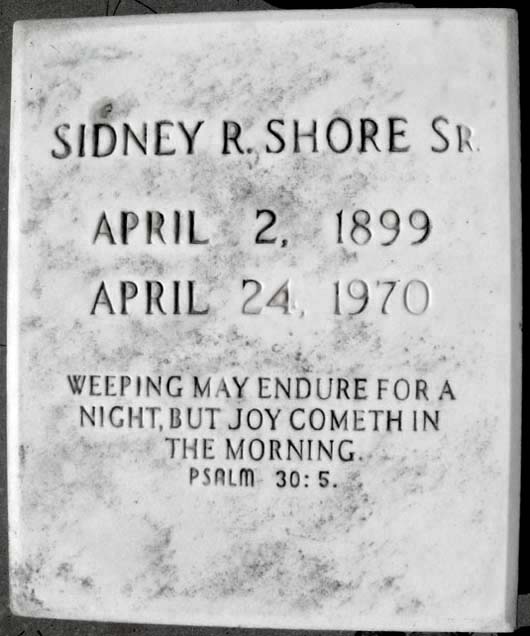 SIDNEY R. SHORE SR.
APRIL 2, 1899
APRIL 24, 1970
WEEPING MAY ENDURE FOR A
NIGHT, BUT JOY COMETH IN
THE MORNING.
PSALM 30:5.